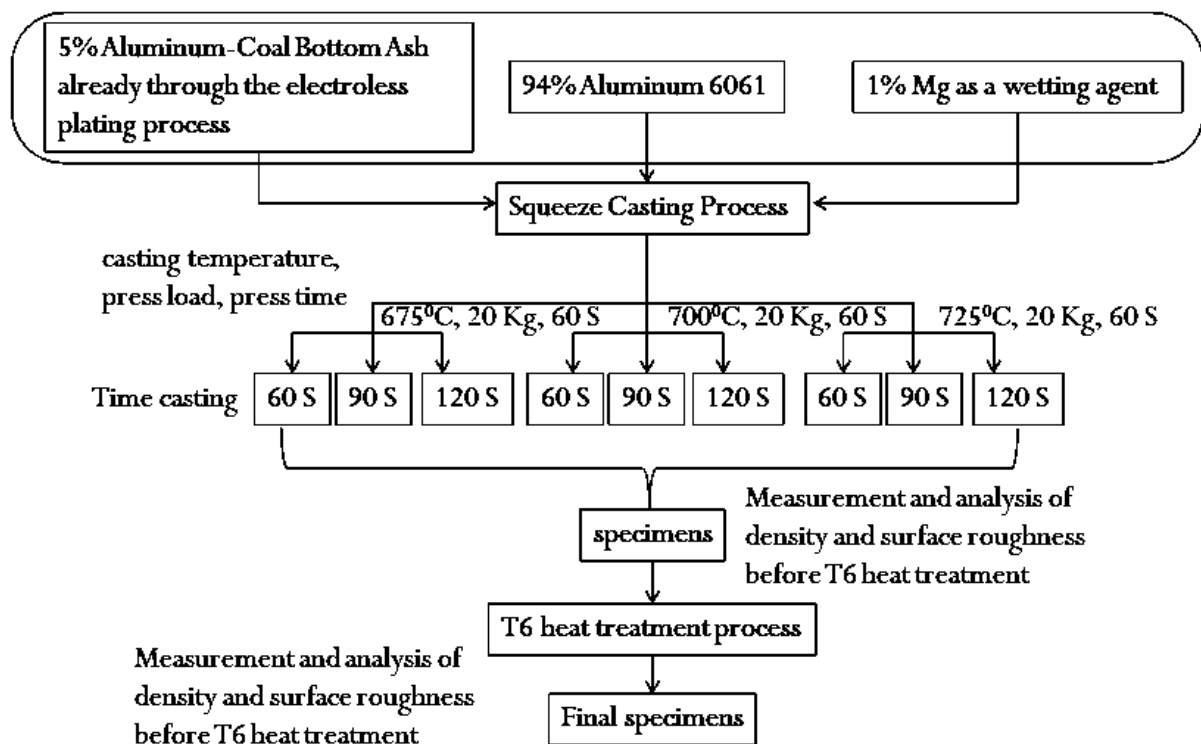 5% Aluminum-Coal Bottom Ash
already through the electroless
plating process
94% Aluminum 6061
1% Mg as a wetting agent
Squeeze Casting Process
casting temperature,
press load, press time
675⁰C, 20 Kg, 60 S
700⁰C, 20 Kg, 60 S
725⁰C, 20 Kg, 60 S
Time casting
60 S
90 S
120 S
60 S
90 S
120 S
60 S
90 S
120 S
specimens
Measurement and analysis of
density and surface roughness
before T6 heat treatment
T6 heat treatment process
Measurement and analysis of
density and surface roughness
before T6 heat treatment
Final specimens